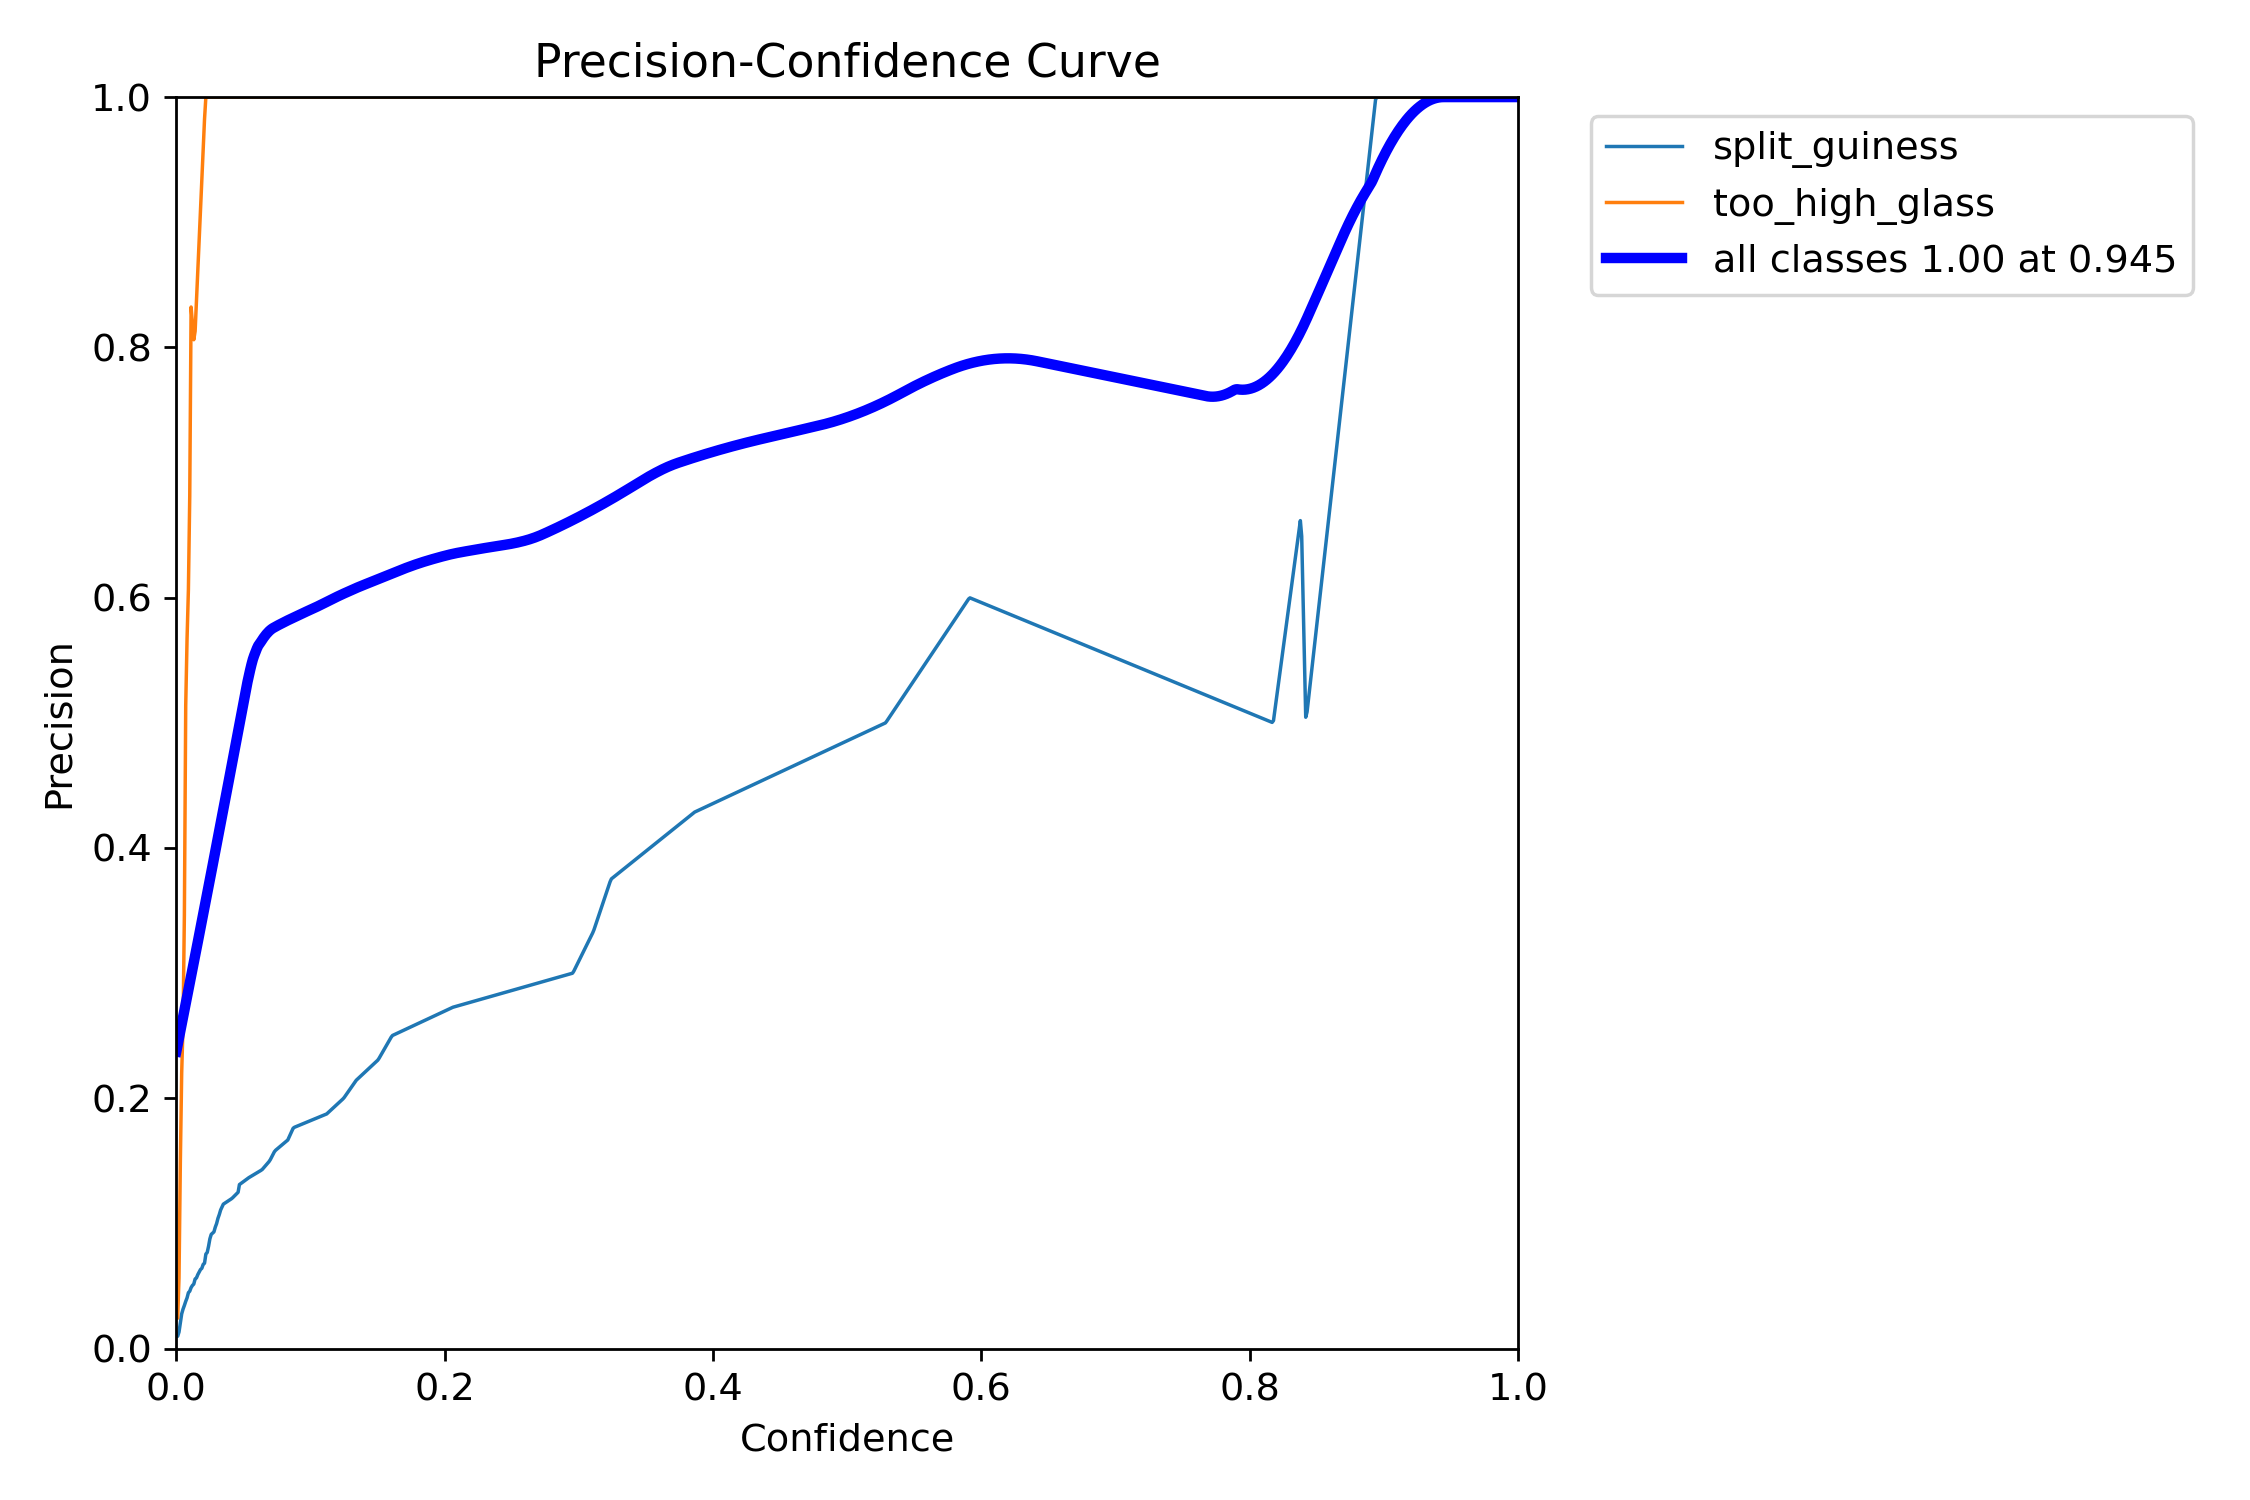 Precision-Confidence Curve
1.0
0.8
0.6
0.4
0.2
0.0
Precision
0.0 0.2 0.4 0.6 0.8 1.0
Confidence
split_guiness
too_high_glass
all classes 1.00 at 0.945